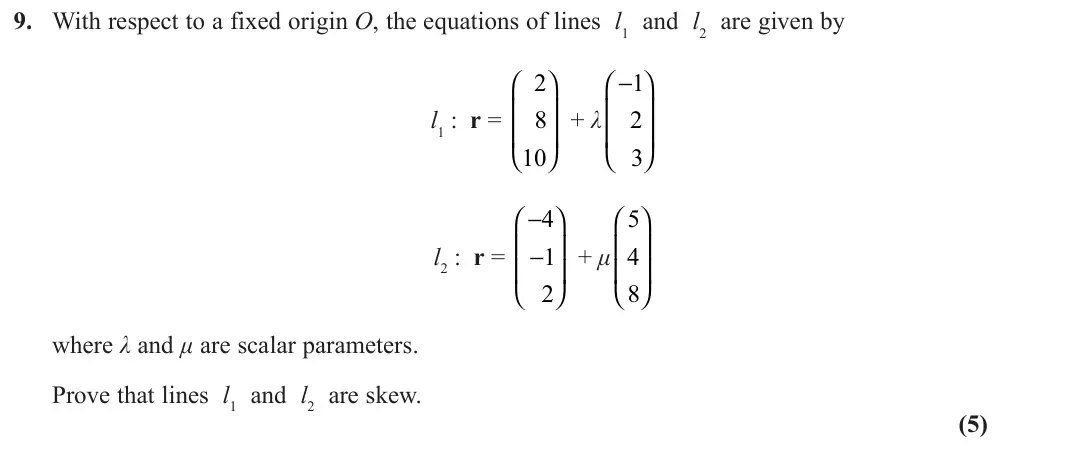 9. With respect to a fixed origin O, the equations of lines l₁ and l₂ are given by
l₁ : r = (2 8 10) + λ(−1 2 3)
l₂ : r = (−4 −1 2) + μ(5 4 8)
where λ and μ are scalar parameters.
Prove that lines l₁ and l₂ are skew.
(5)